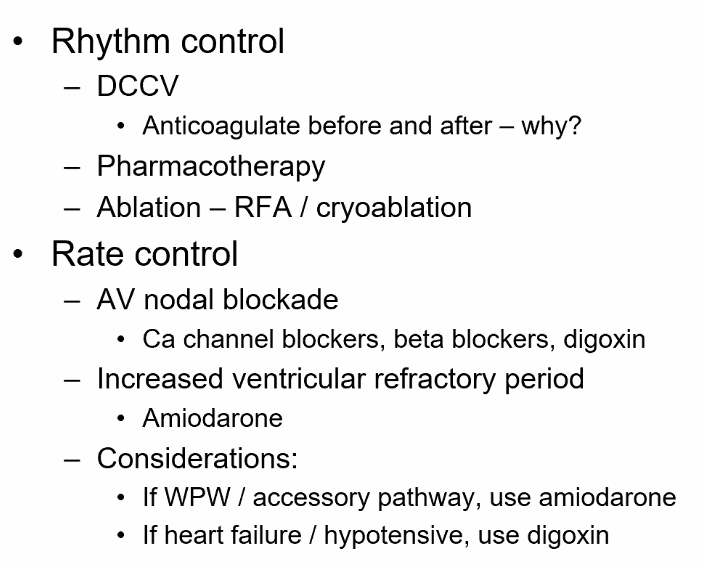 • Rhythm control
– DCCV
• Anticoagulate before and after – why?
– Pharmacotherapy
– Ablation – RFA / cryoablation
• Rate control
– AV nodal blockade
• Ca channel blockers, beta blockers, digoxin
– Increased ventricular refractory period
• Amiodarone
– Considerations:
• If WPW / accessory pathway, use amiodarone
• If heart failure / hypotensive, use digoxin